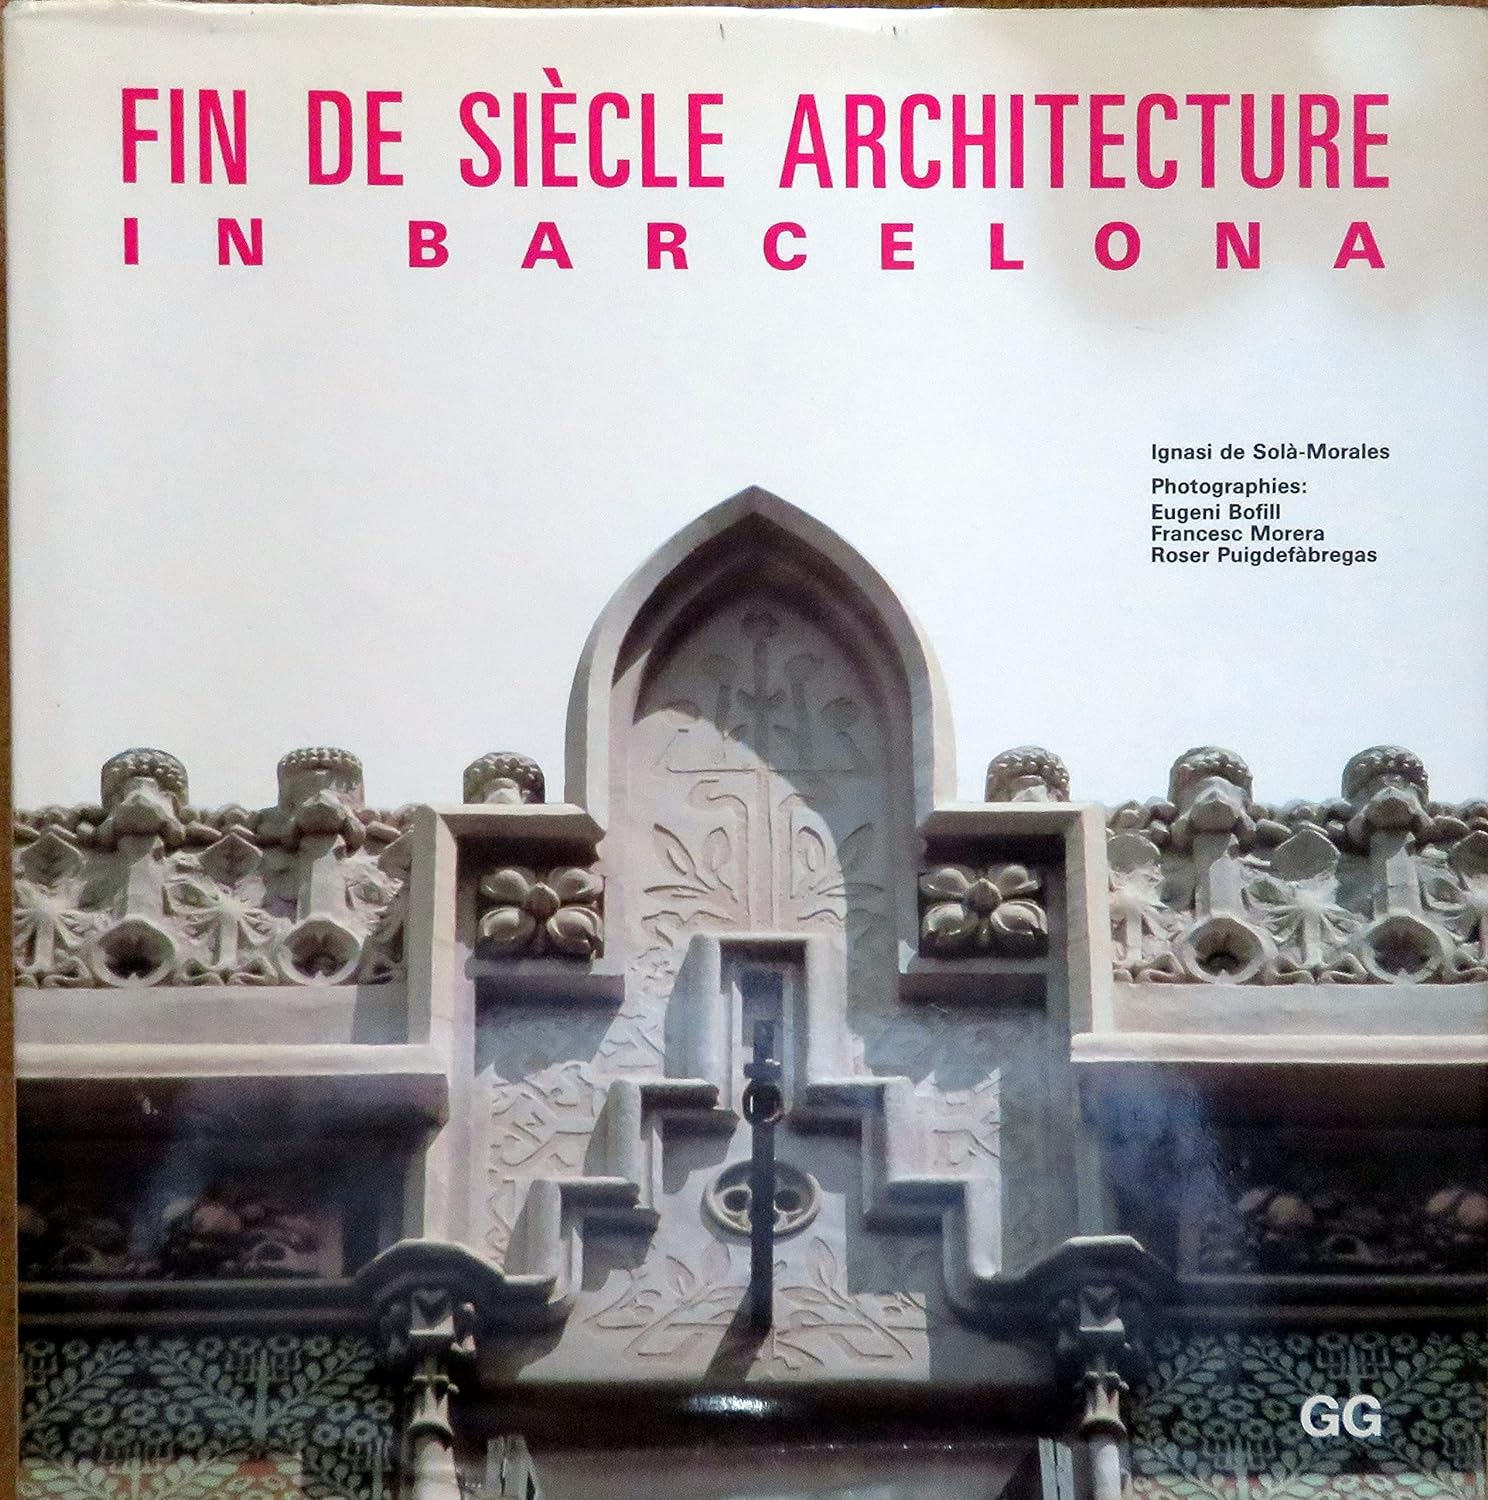 FIN DE SIÈCLE ARCHITECTURE
IN BARCELONA
Ignasi de Solà-Morales
Photographies:
Eugeni Bofill
Francesc Morera
Roser Puigdefàbregas
GG